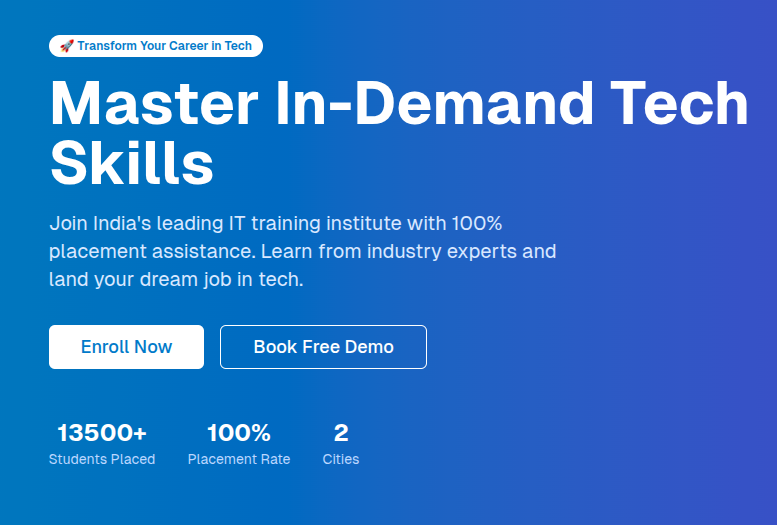 🚀 Transform Your Career in Tech
Master In-Demand Tech
Skills
Join India's leading IT training institute with 100%
placement assistance. Learn from industry experts and
land your dream job in tech.
Enroll Now
Book Free Demo
13500+
Students Placed
100%
Placement Rate
2
Cities